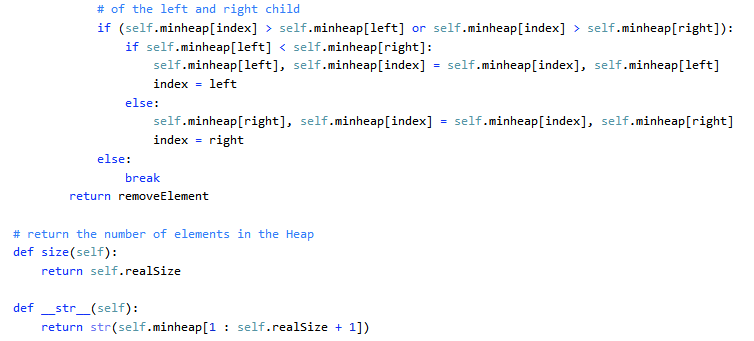 # of the left and right child
            if (self.minheap[index] > self.minheap[left] or self.minheap[index] > self.minheap[right]):
                if self.minheap[left] < self.minheap[right]:
                    self.minheap[left], self.minheap[index] = self.minheap[index], self.minheap[left]
                    index = left
                else:
                    self.minheap[right], self.minheap[index] = self.minheap[index], self.minheap[right]
                    index = right
            else:
                break
        return removeElement

# return the number of elements in the Heap
def size(self):
    return self.realSize

def __str__(self):
    return str(self.minheap[1 : self.realSize + 1])